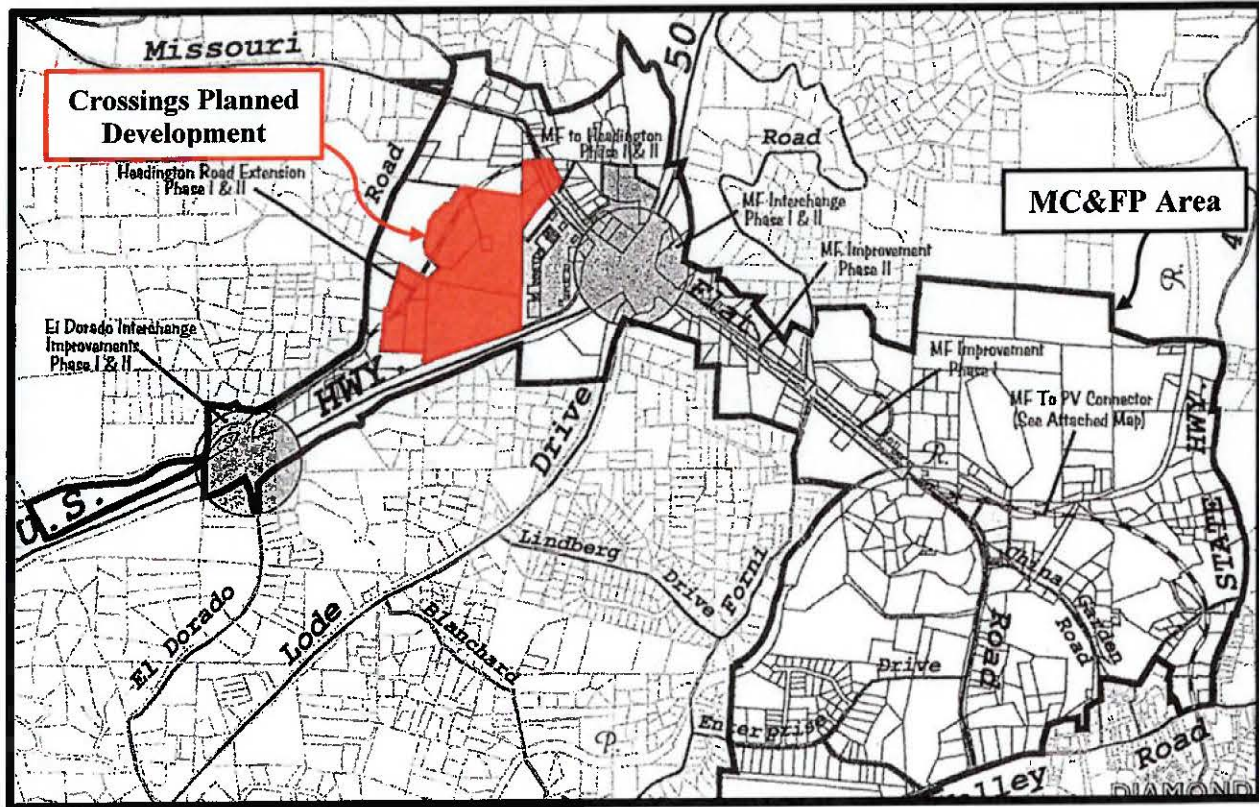 Missouri
50
Crossings Planned
Development
MF to Headington
Phase I & II
Road
Road
Headington Road Extension
Phase I & II
MF Interchange
Phase I & II
MC&FP Area
MF Improvement
Phase II
4
R.
Flat
El Dorado Interchange
Improvements
Phase I & II
HWY.
MF Improvement
Phase I
MF To PV Connector
(See Attached Map)
Drive
R.
U.S.
STATE
Lindberg
Drive
Forni
China
Garden
Road
El Dorado
Lode
Blanchard
Road
Drive
P.
Enterprise
Road
DIAMOND